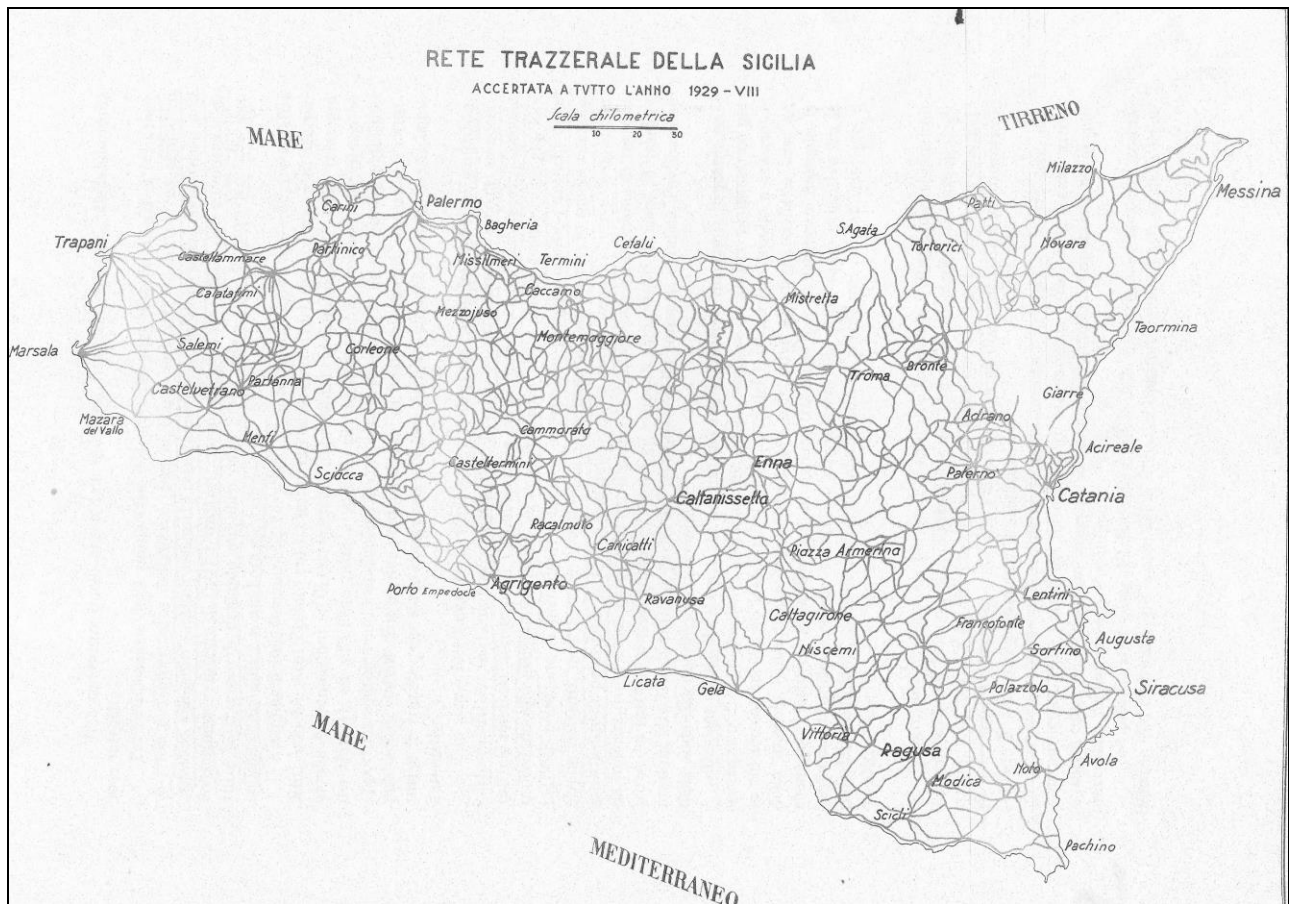 RETE TRAZZERALE DELLA SICILIA
ACCERTATA A TVTTO L'ANNO 1929 - VIII
Scala chilometrica
10 20 30
MARE
TIRRENO
Milazzo
Messina
Carini
Palermo
Patti
Bagheria
S.Agata
Trapani
Castellammare
Partinico
Missilmeri
Termini
Cefalù
Tortorici
Novara
Calatafimi
Caccamo
Mistretta
Mezzojuso
Taormina
Marsala
Salemi
Corleone
Montemaggiore
Bronte
Troma
Castelvetrano
Partanna
Giarre
Mazara
del Vallo
Adrano
Menfi
Cammarata
Acireale
Sciacca
Casteltermini
Enna
Paternò
Caltanissetta
Catania
Racalmuto
Canicatti
Piazza Armerina
Porto Empedocle
Agrigento
Ravanusa
Lentini
Caltagirone
Francofonte
Augusta
Niscemi
Sortino
Licata
Gela
Palazzolo
Siracusa
MARE
Vittoria
Ragusa
Avola
Noto
Modica
Scicli
Pachino
MEDITERRANEO